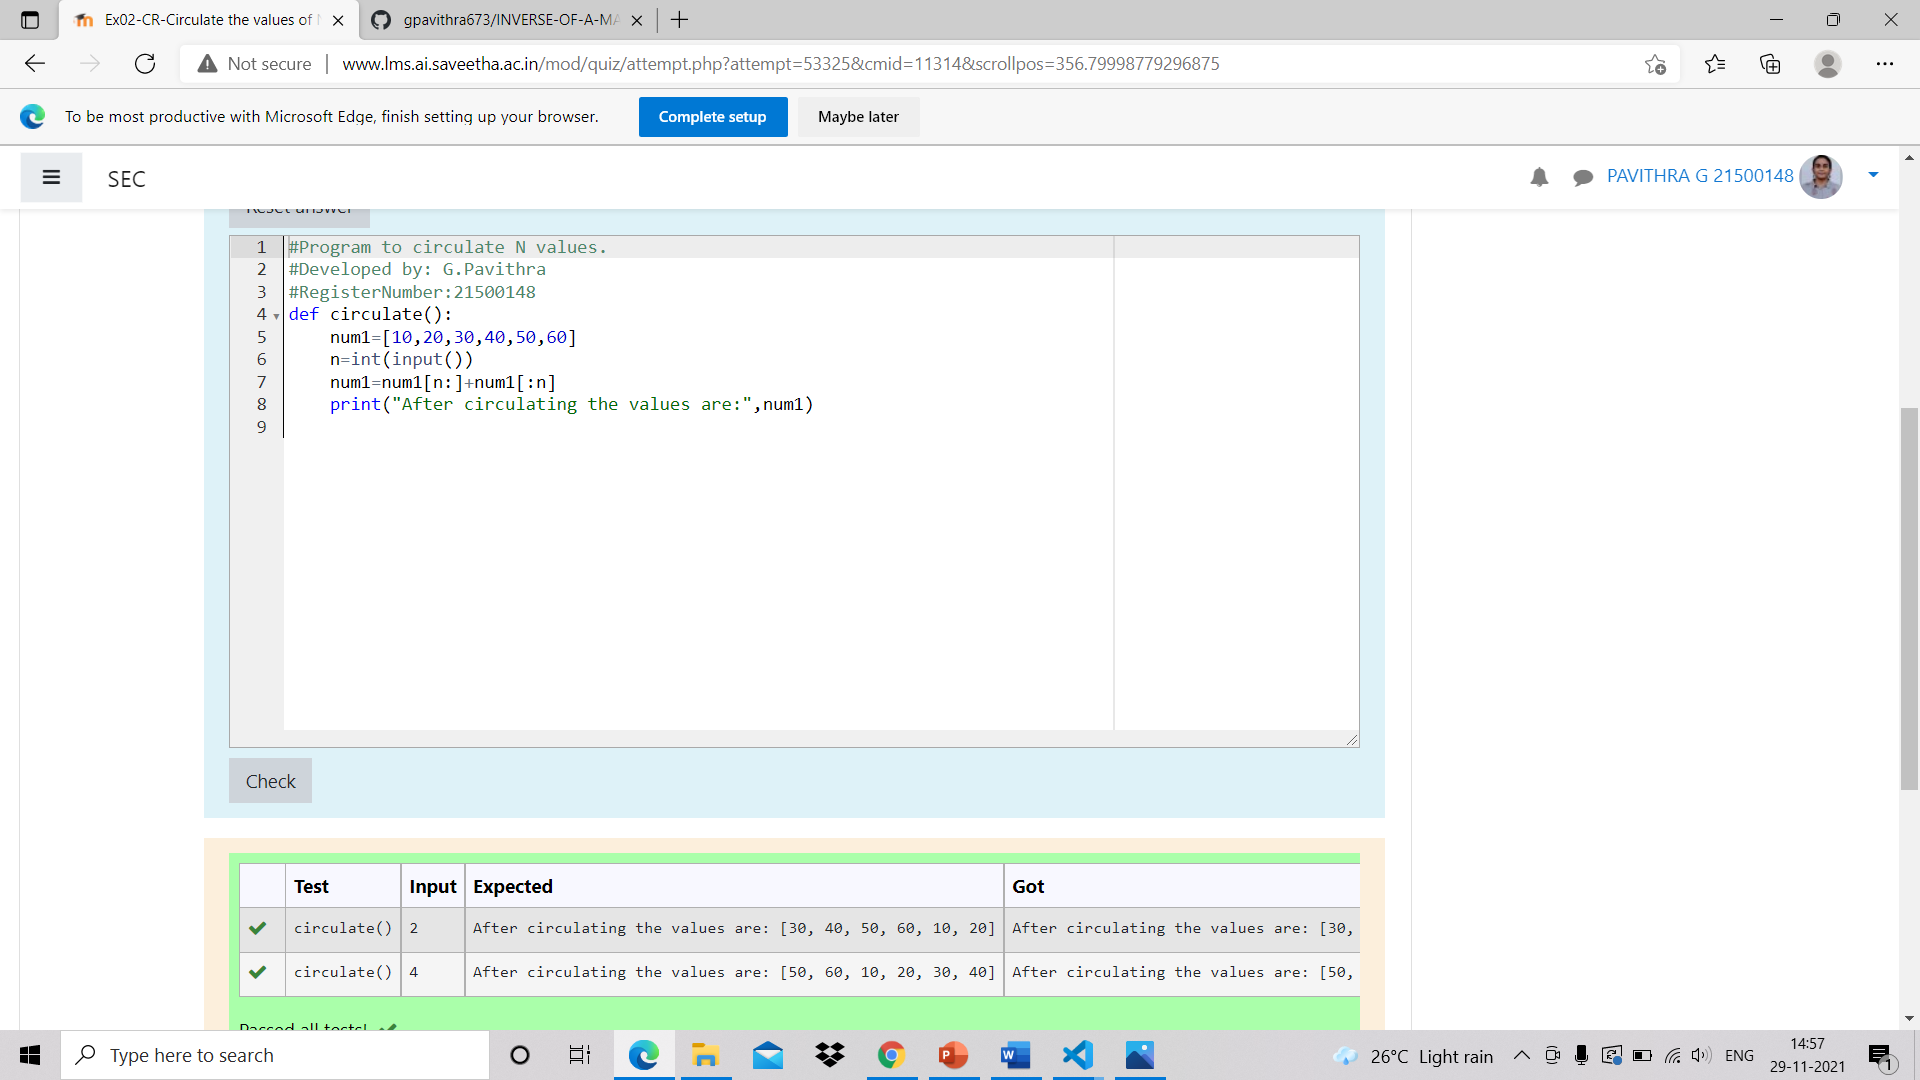 Ex02-CR-Circulate the values of
gpavithra673/INVERSE-OF-A-MA
Not secure
www.lms.ai.saveetha.ac.in/mod/quiz/attempt.php?attempt=53325&cmid=11314&scrollpos=356.79998779296875
To be most productive with Microsoft Edge, finish setting up your browser.
Complete setup
Maybe later
SEC
PAVITHRA G 21500148
Reset answer
1 #Program to circulate N values.
2 #Developed by: G.Pavithra
3 #RegisterNumber:21500148
4 def circulate():
5 num1=[10,20,30,40,50,60]
6 n=int(input())
7 num1=num1[n:]+num1[:n]
8 print("After circulating the values are:",num1)
9
Check
Test Input Expected Got
circulate() 2 After circulating the values are: [30, 40, 50, 60, 10, 20] After circulating the values are: [30,
circulate() 4 After circulating the values are: [50, 60, 10, 20, 30, 40] After circulating the values are: [50,
Passed all tests!
Type here to search
26°C Light rain
ENG
14:57
29-11-2021
1